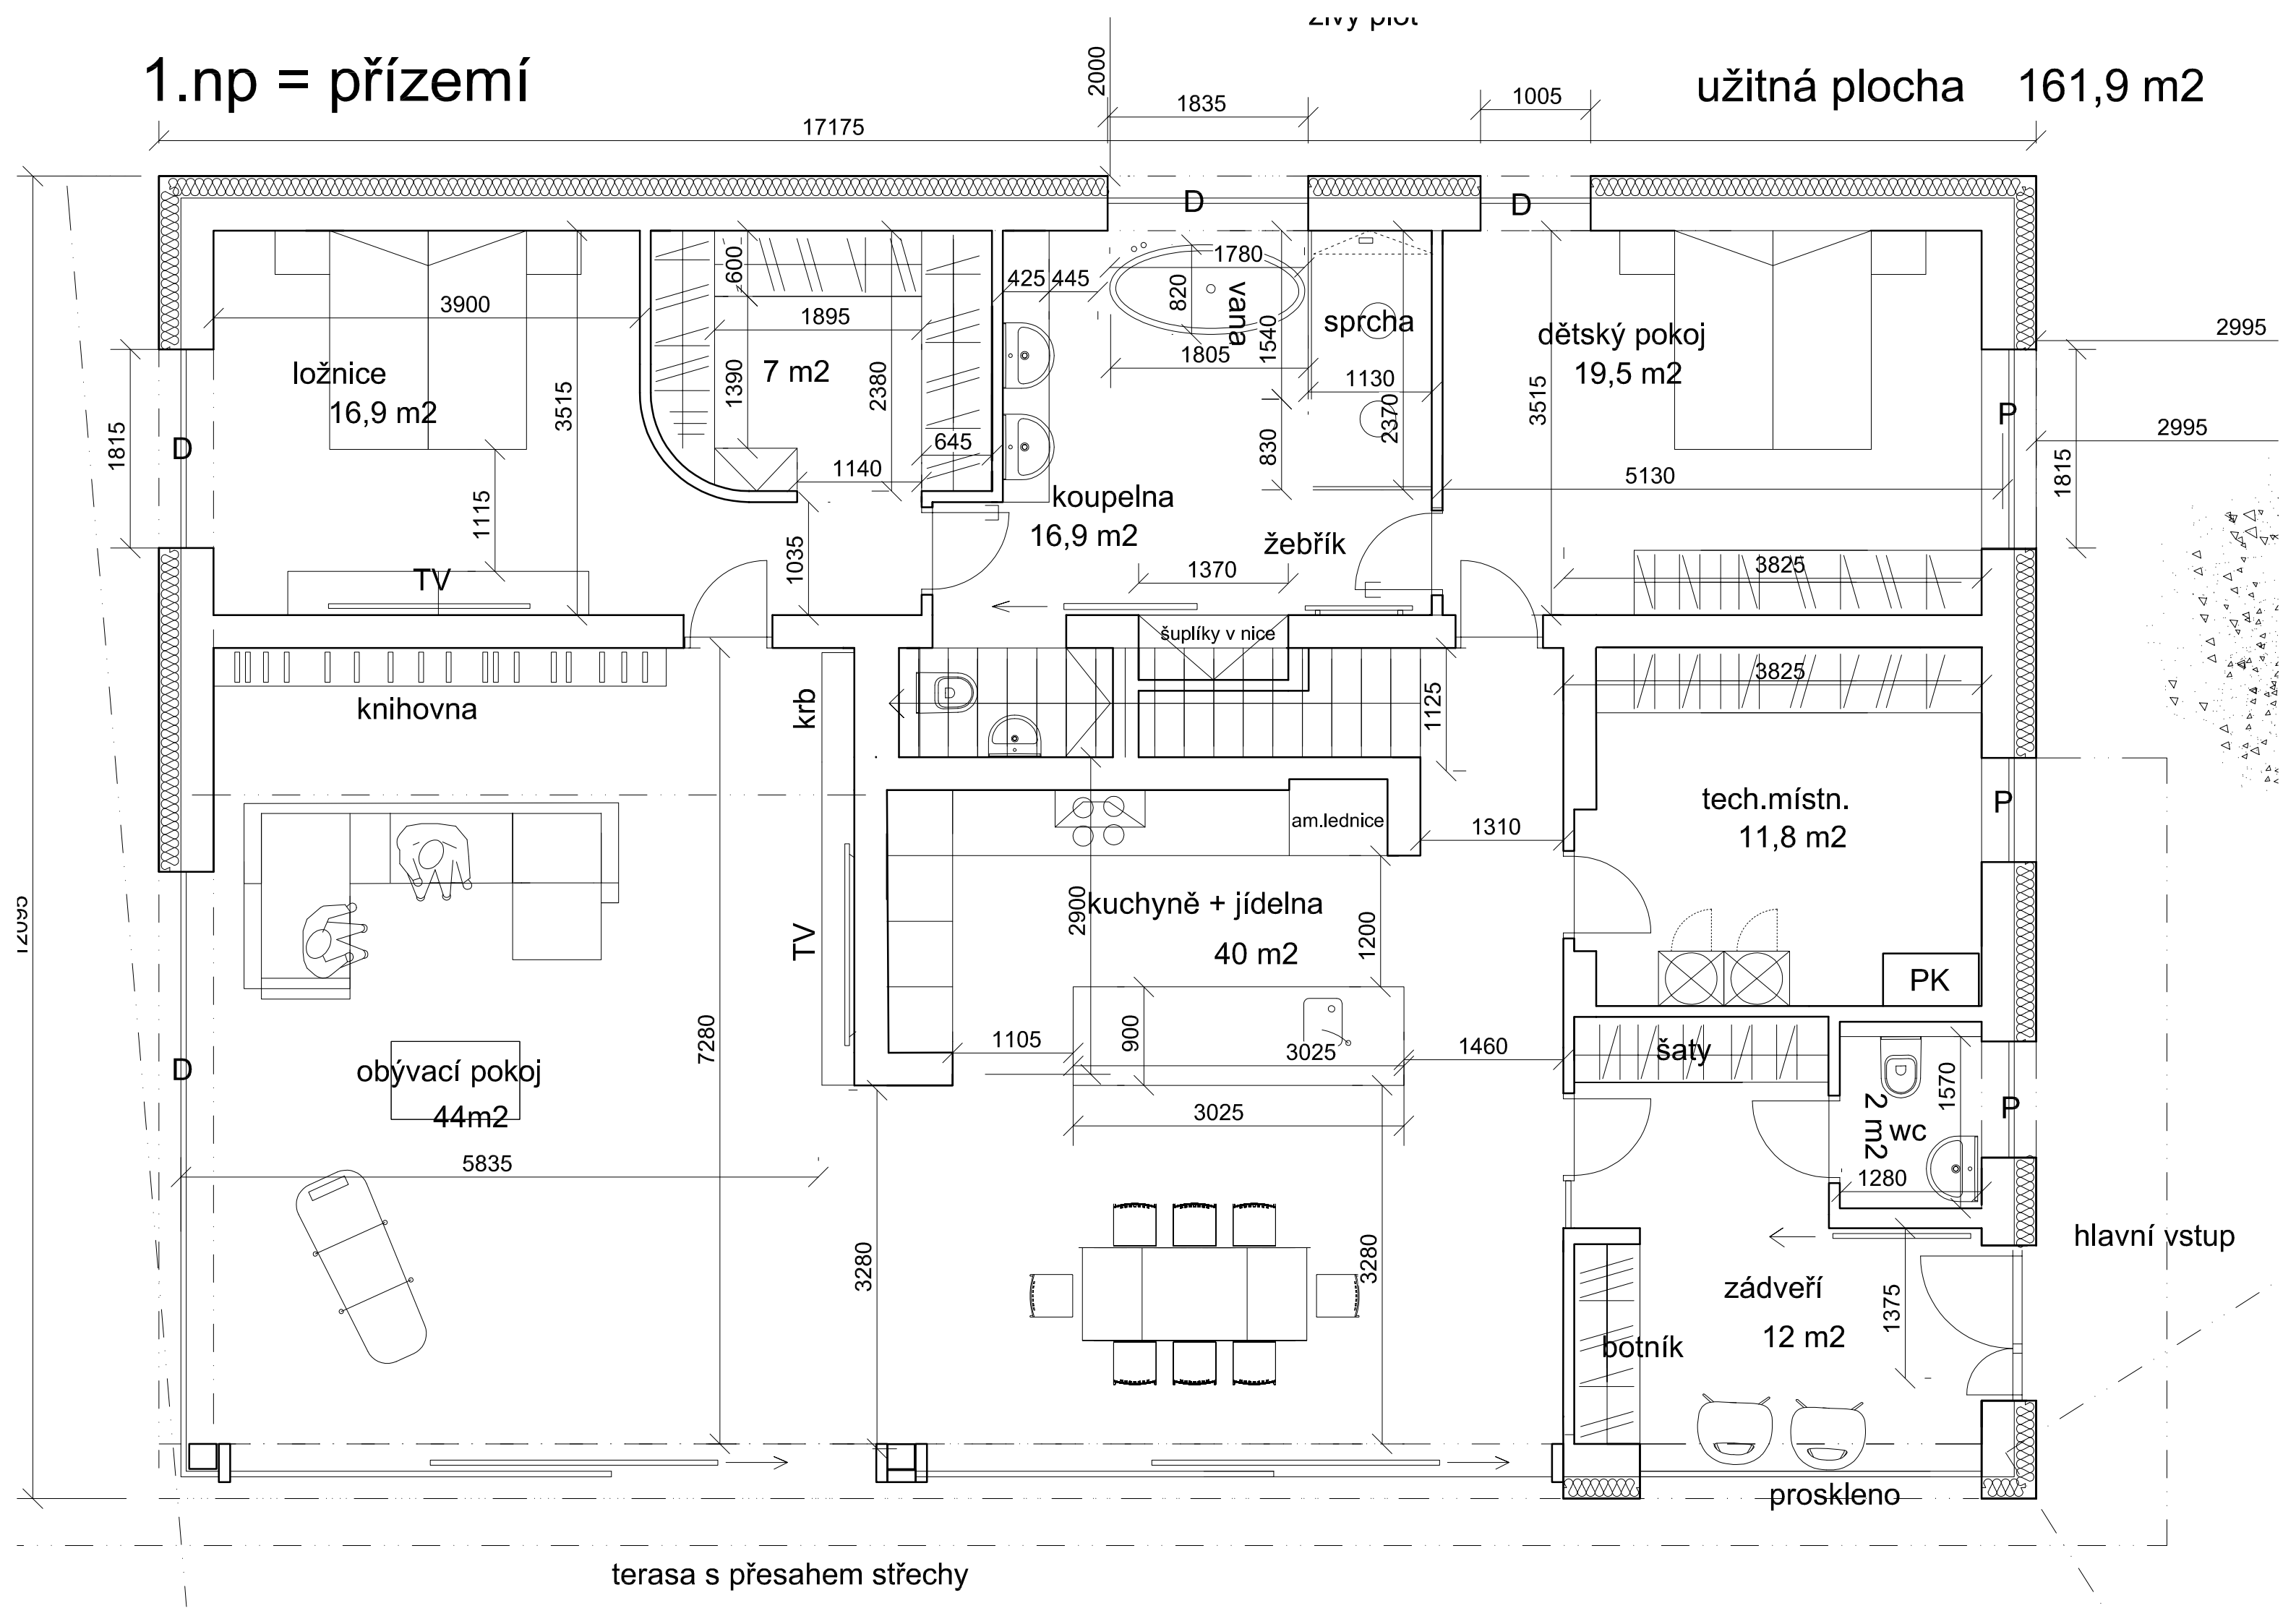 živý plot
1.np = přízemí
užitná plocha 161,9 m2
2000
1835
1005
17175
D
D
600
425
445
1780
820
vana
3900
1895
1540
sprcha
dětský pokoj
19,5 m2
2995
1805
ložnice
16,9 m2
3515
1390
7 m2
2380
1130
2370
3515
P
2995
1815
D
645
830
1140
5130
1815
1115
koupelna
16,9 m2
žebřík
1035
TV
1370
3825
šuplíky v nice
knihovna
krb
1125
3825
tech.místn.
11,8 m2
P
am.lednice
1310
kuchyně + jídelna
40 m2
2900
1200
TV
12095
PK
7280
1105
900
3025
1460
šaty
D
obývací pokoj
44m2
3025
1570
2 m2
wc
P
5835
1280
hlavní vstup
3280
3280
zádveří
12 m2
1375
botník
proskleno
terasa s přesahem střechy